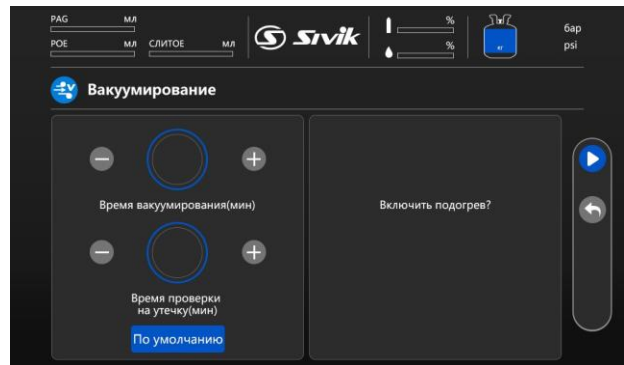 PAG мл
POE мл СЛИТОЕ мл
Sivik
%
%
кг
бар
psi
Вакуумирование
Время вакуумирования(мин)
Время проверки
на утечку(мин)
По умолчанию
Включить подогрев?